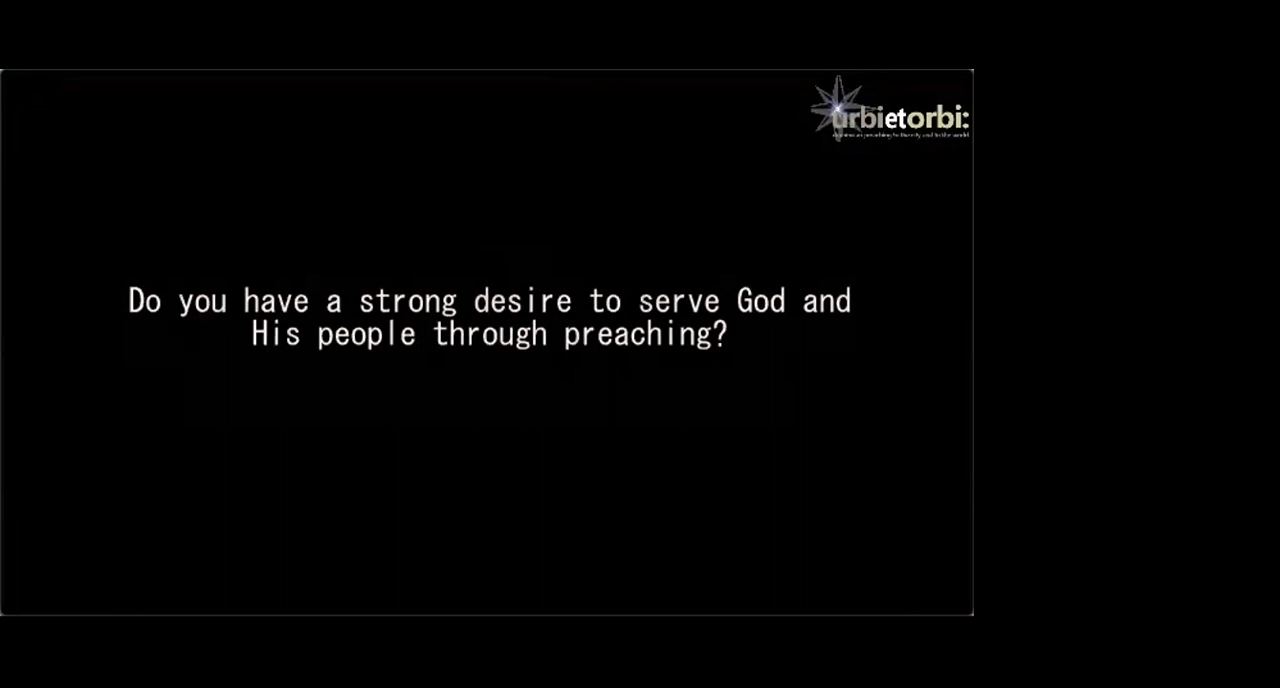 urbietorbi:
Do you have a strong desire to serve God and
His people through preaching?